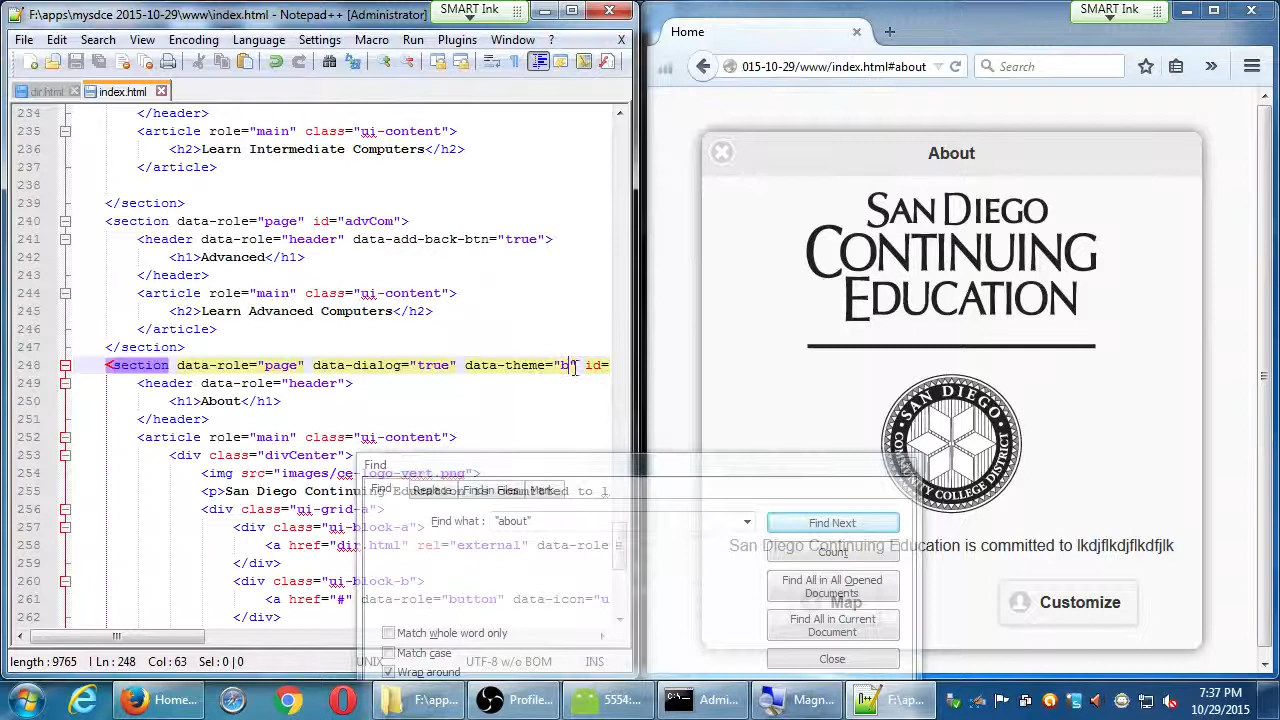 F:\apps\mysdce 2015-10-29\www\index.html - Notepad++ [Administrator]
SMART Ink
File Edit Search View Encoding Language Settings Macro Run Plugins Window ? X
dir.html index.html
234 </header>
235 <article role="main" class="ui-content">
236 <h2>Learn Intermediate Computers</h2>
237 </article>
238
239 </section>
240 <section data-role="page" id="advCom">
241 <header data-role="header" data-add-back-btn="true">
242 <h1>Advanced</h1>
243 </header>
244 <article role="main" class="ui-content">
245 <h2>Learn Advanced Computers</h2>
246 </article>
247 </section>
248 <section data-role="page" data-dialog="true" data-theme="b" id=
249 <header data-role="header">
250 <h1>About</h1>
251 </header>
252 <article role="main" class="ui-content">
253 <div class="divCenter">
254 <img src="images/ce-logo-vert.png">
255 <p>San Diego Continuing Education is committed to l
256 <div class="ui-grid-a">
257 <div class="ui-block-a">
258 <a href="dir.html" rel="external" data-role=
259 </div>
260 <div class="ui-block-b">
261 <a href="#" data-role="button" data-icon="u
262 </div>
Find
Find Replace Find in Files Mark
Find what : "about"
Find Next
Count
Find All in All Opened Documents
Find All in Current Document
Close
Match whole word only
Match case
Wrap around
length : 9765 Ln : 248 Col : 63 Sel : 0 | 0 UNIX UTF-8 w/o BOM INS
SMART Ink
Home
015-10-29/www/index.html#about
Search
About
SAN DIEGO
CONTINUING
EDUCATION
SAN DIEGO
COMMUNITY COLLEGE DISTRICT
San Diego Continuing Education is committed to lkdjflkdjflkdfjlk
Map
Customize
Home...
F:\ap...
Profile...
5554:...
Admi...
Magn...
F:\ap...
7:37 PM
10/29/2015